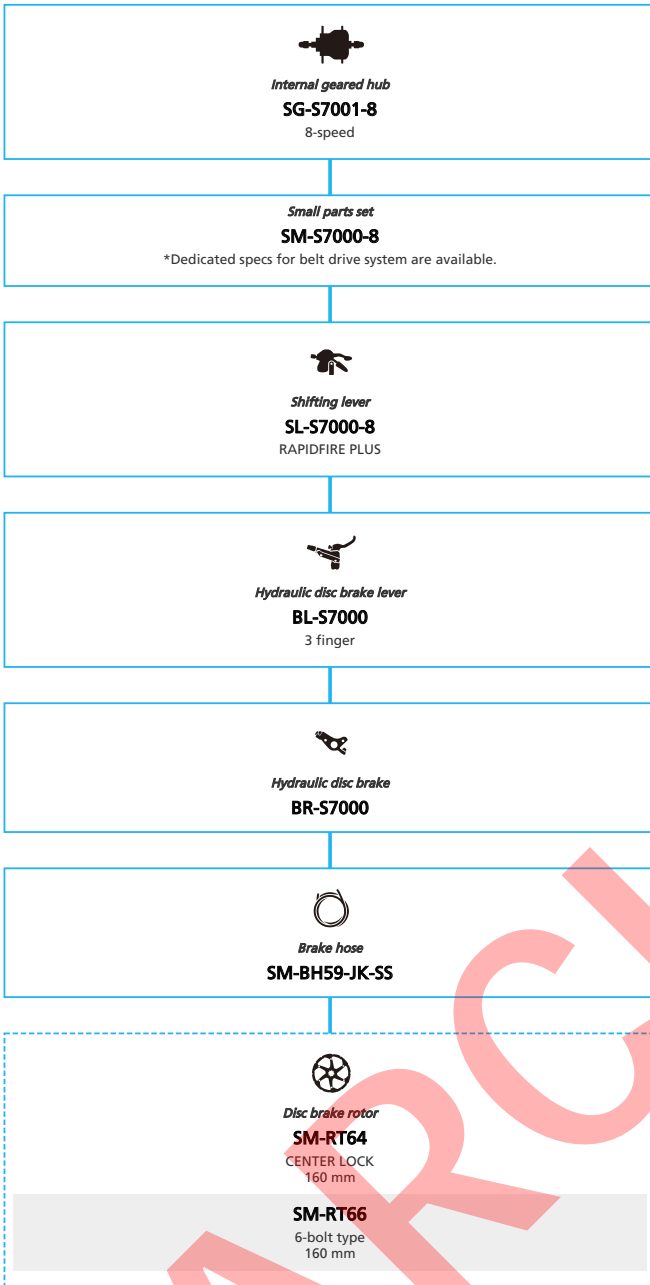 Internal geared hub
SG-S7001-8
8-speed
Small parts set
SM-S7000-8
*Dedicated specs for belt drive system are available.
Shifting lever
SL-S7000-8
RAPIDFIRE PLUS
Hydraulic disc brake lever
BL-S7000
3 finger
Hydraulic disc brake
BR-S7000
Brake hose
SM-BH59-JK-SS
Disc brake rotor
SM-RT64
CENTER LOCK
160 mm
SM-RT66
6-bolt type
160 mm